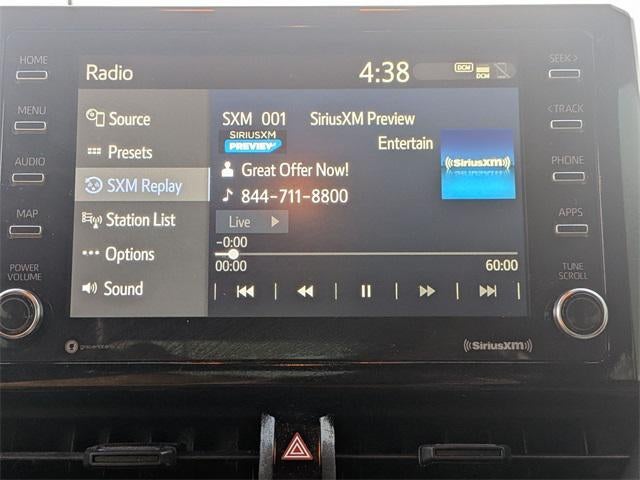 HOME
MENU
AUDIO
MAP
POWER
VOLUME
Radio
4:38
DCM
DCM
Source
Presets
SXM Replay
Station List
Options
Sound
SXM 001 SiriusXM Preview
SIRIUSXM
PREVIEW
Entertain
Great Offer Now!
844-711-8800
Live
-0:00
00:00
60:00
SiriusXM
SEEK>
<TRACK
PHONE
APPS
TUNE
SCROLL
gracenote
SiriusXM